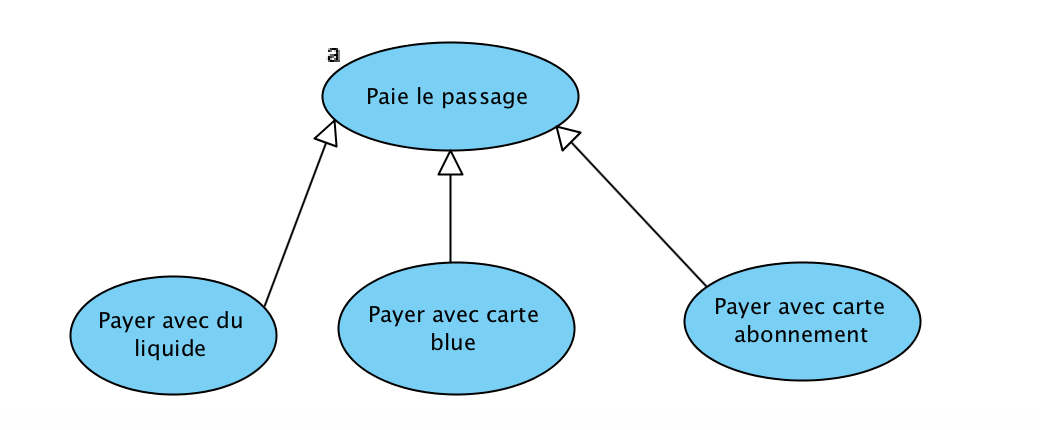 a
Paie le passage
Payer avec du
liquide
Payer avec carte
blue
Payer avec carte
abonnement